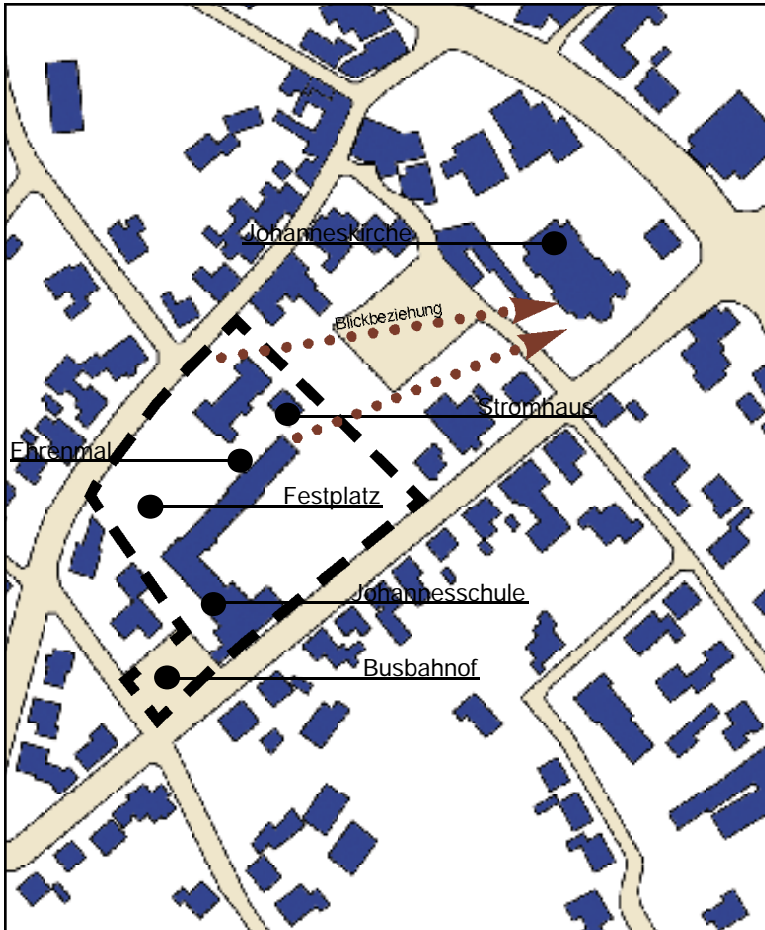 Johanneskirche
Blickbeziehung
Stromhaus
Ehrenmal
Festplatz
Johannesschule
Busbahnof